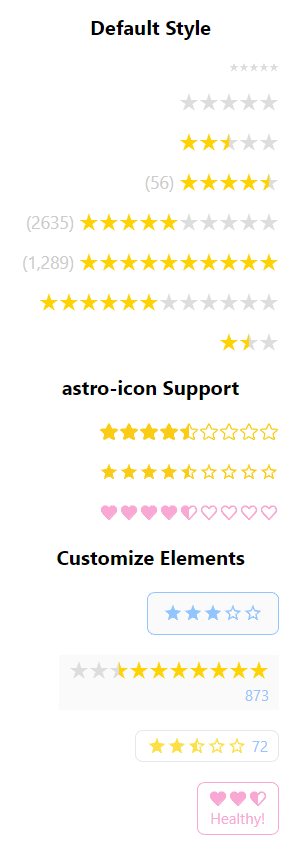 Default Style
(56)
(2635)
(1,289)
astro-icon Support
Customize Elements
873
72
Healthy!